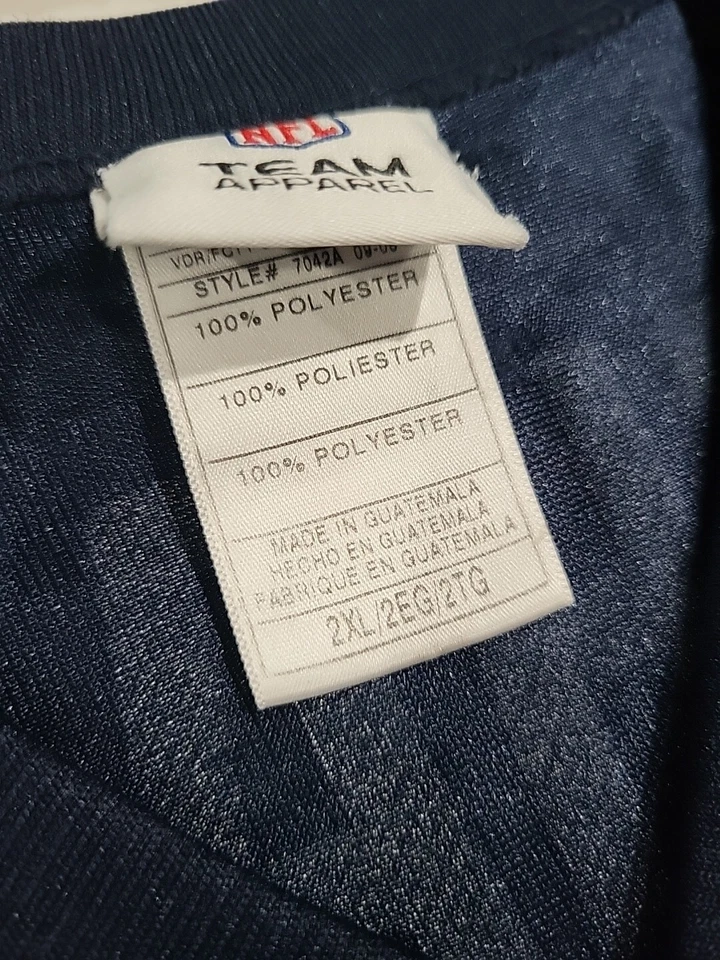 NFL
TEAM
APPAREL
STYLE# 7042A
100% POLYESTER
100% POLIESTER
100% POLYESTER
MADE IN GUATEMALA
HECHO EN GUATEMALA
FABRIQUÉ EN GUATEMALA
2XL/2EG/2TG